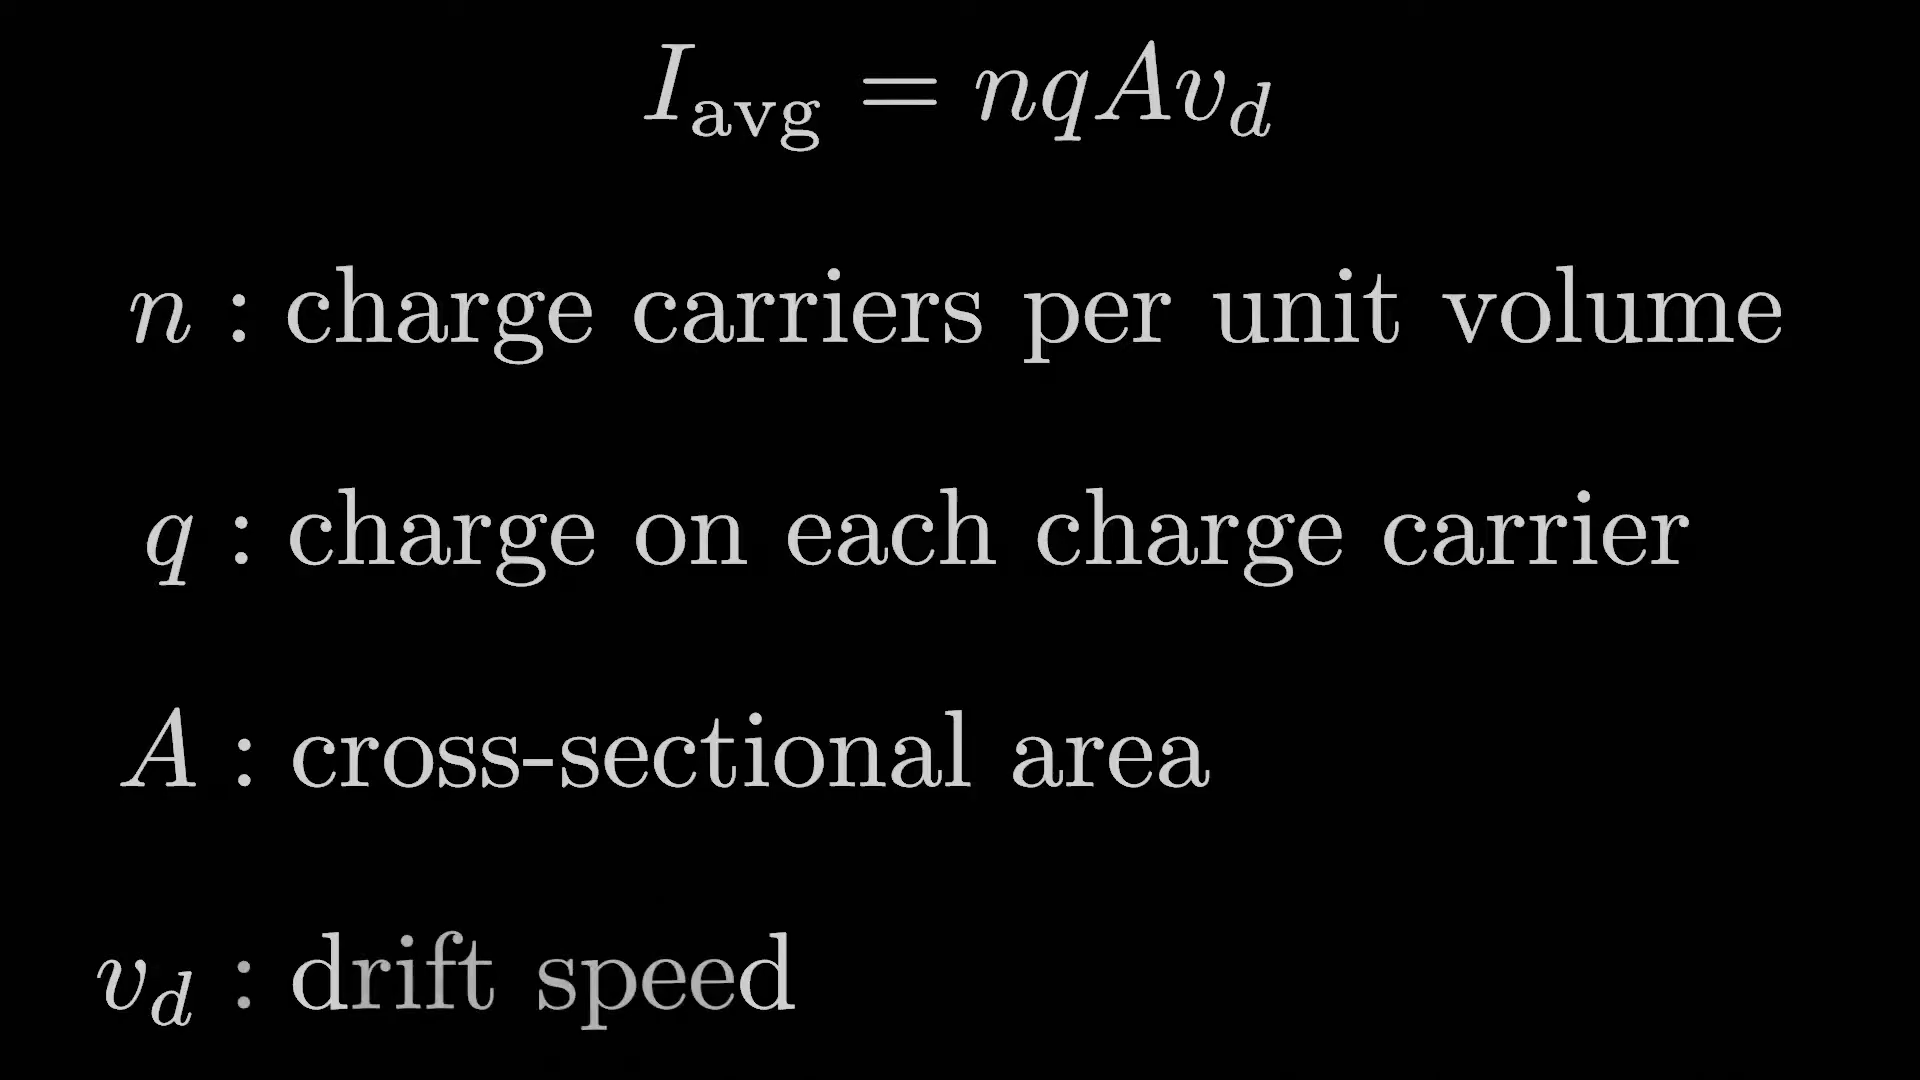 I_avg = nqAv_d
n : charge carriers per unit volume
q : charge on each charge carrier
A : cross-sectional area
v_d : drift speed